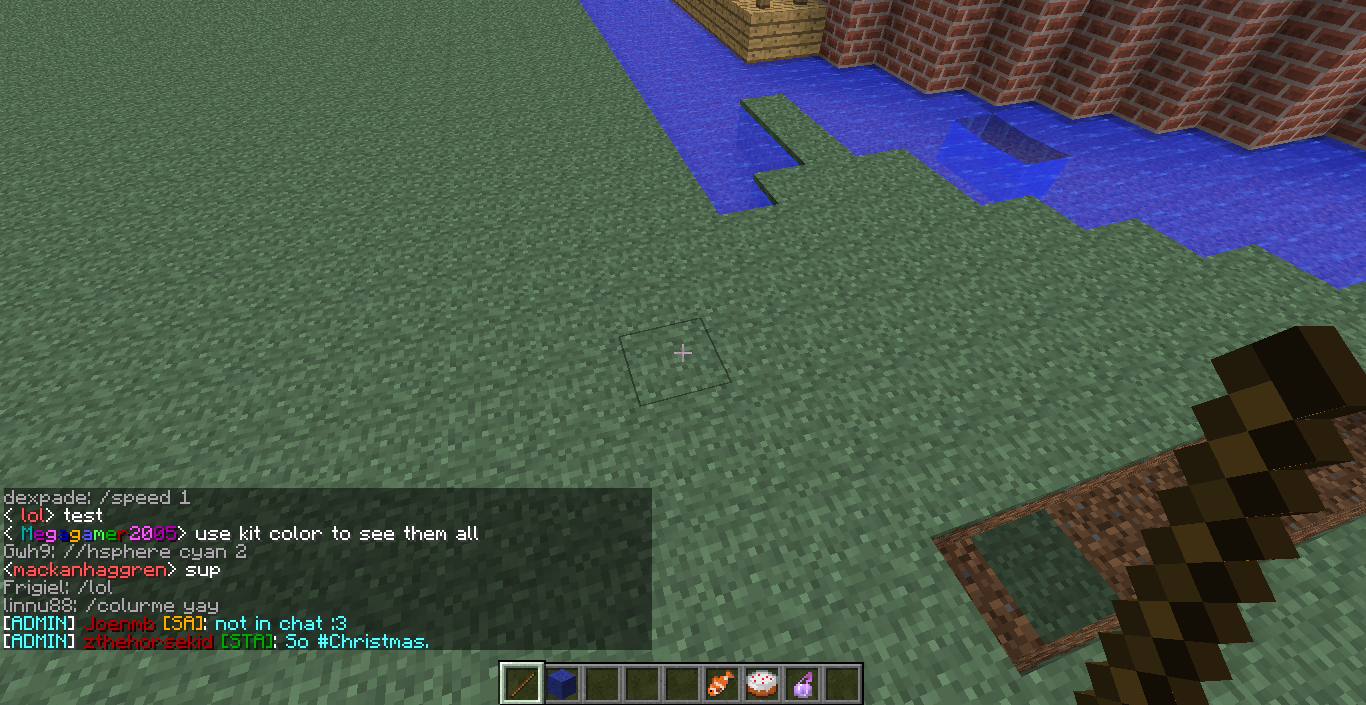 dexpade: /speed 1
< lol> test
< Megagamer2005> use kit color to see them all
Gwh9: //hsphere cyan 2
<mackanhaggren> sup
Frigiel: /lol
linnu88: /colurme yay
[ADMIN] Joenmb [SA]: not in chat :3
[ADMIN] zthehorsekid [STA]: So #Christmas.